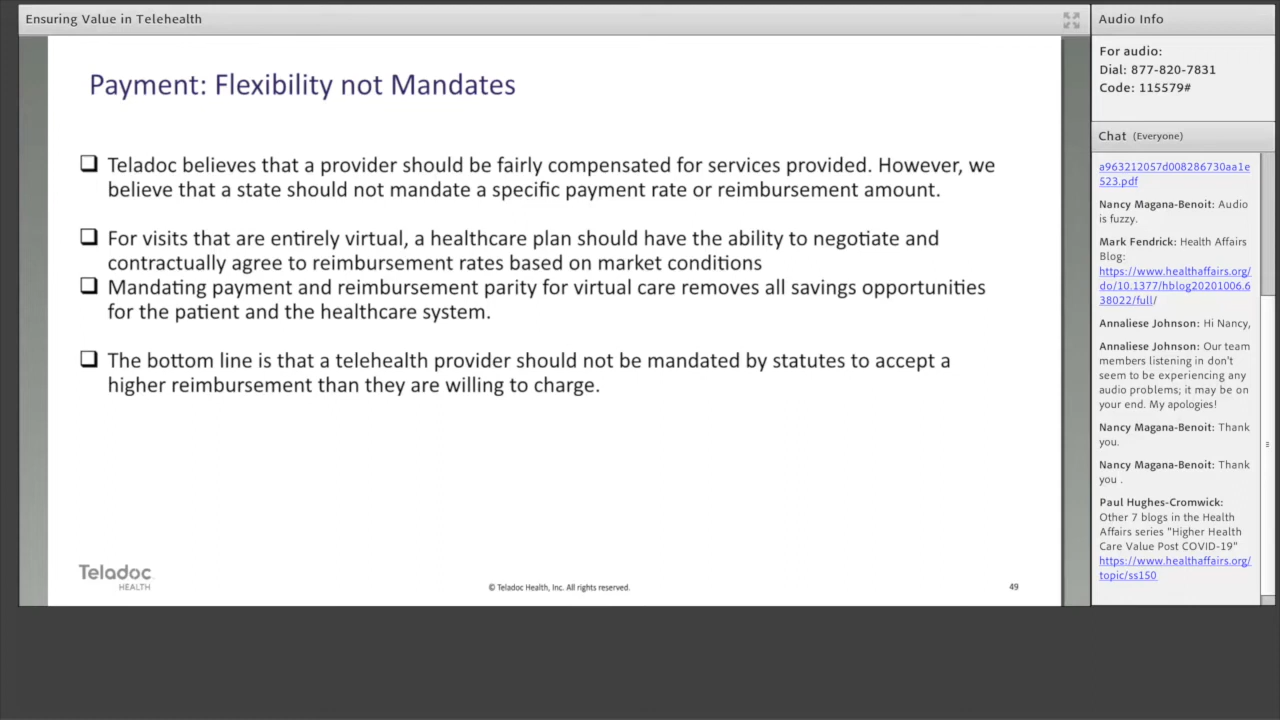 Ensuring Value in Telehealth
Payment: Flexibility not Mandates
❑ Teladoc believes that a provider should be fairly compensated for services provided. However, we
believe that a state should not mandate a specific payment rate or reimbursement amount.
❑ For visits that are entirely virtual, a healthcare plan should have the ability to negotiate and
contractually agree to reimbursement rates based on market conditions
❑ Mandating payment and reimbursement parity for virtual care removes all savings opportunities
for the patient and the healthcare system.
❑ The bottom line is that a telehealth provider should not be mandated by statutes to accept a
higher reimbursement than they are willing to charge.
Teladoc
HEALTH
© Teladoc Health, Inc. All rights reserved.
49
Audio Info
For audio:
Dial: 877-820-7831
Code: 115579#
Chat (Everyone)
a963212057d008286730aa1e
523.pdf
Nancy Magana-Benoit: Audio
is fuzzy.
Mark Fendrick: Health Affairs
Blog:
https://www.healthaffairs.org/
do/10.1377/hblog20201006.6
38022/full/
Annaliese Johnson: Hi Nancy,
Annaliese Johnson: Our team
members listening in don't
seem to be experiencing any
audio problems; it may be on
your end. My apologies!
Nancy Magana-Benoit: Thank
you.
Nancy Magana-Benoit: Thank
you .
Paul Hughes-Cromwick:
Other 7 blogs in the Health
Affairs series "Higher Health
Care Value Post COVID-19"
https://www.healthaffairs.org/
topic/ss150